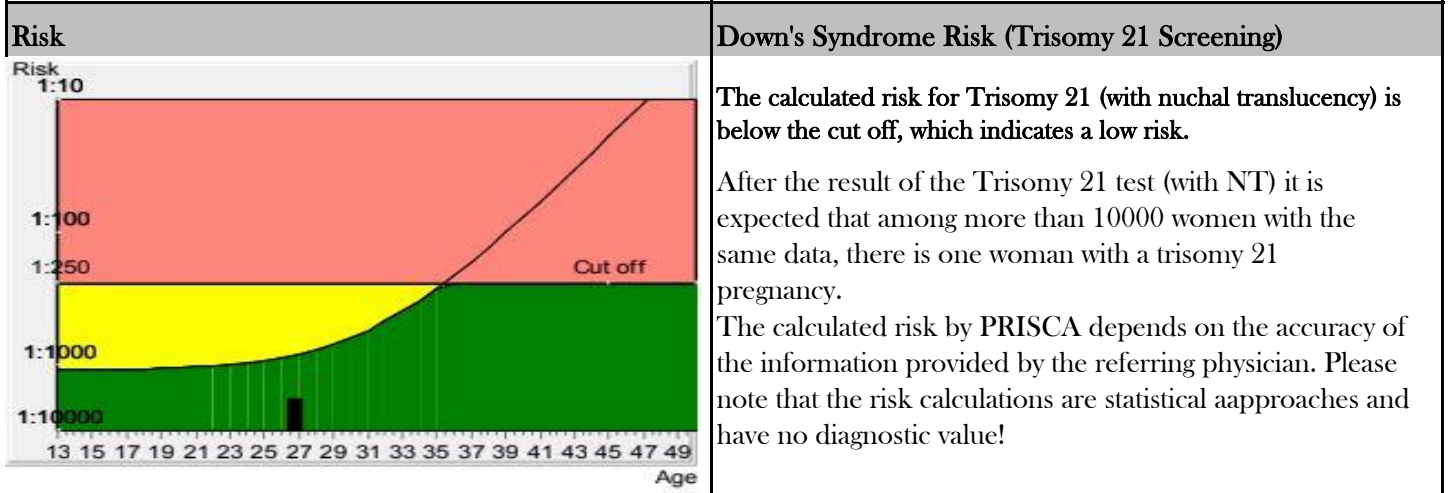 Risk
Risk
1:10
1:100
1:250
Cut off
1:1000
1:10000
13 15 17 19 21 23 25 27 29 31 33 35 37 39 41 43 45 47 49
Age
Down's Syndrome Risk (Trisomy 21 Screening)
The calculated risk for Trisomy 21 (with nuchal translucency) is
below the cut off, which indicates a low risk.
After the result of the Trisomy 21 test (with NT) it is
expected that among more than 10000 women with the
same data, there is one woman with a trisomy 21
pregnancy.
The calculated risk by PRISCA depends on the accuracy of
the information provided by the referring physician. Please
note that the risk calculations are statistical aapproaches and
have no diagnostic value!